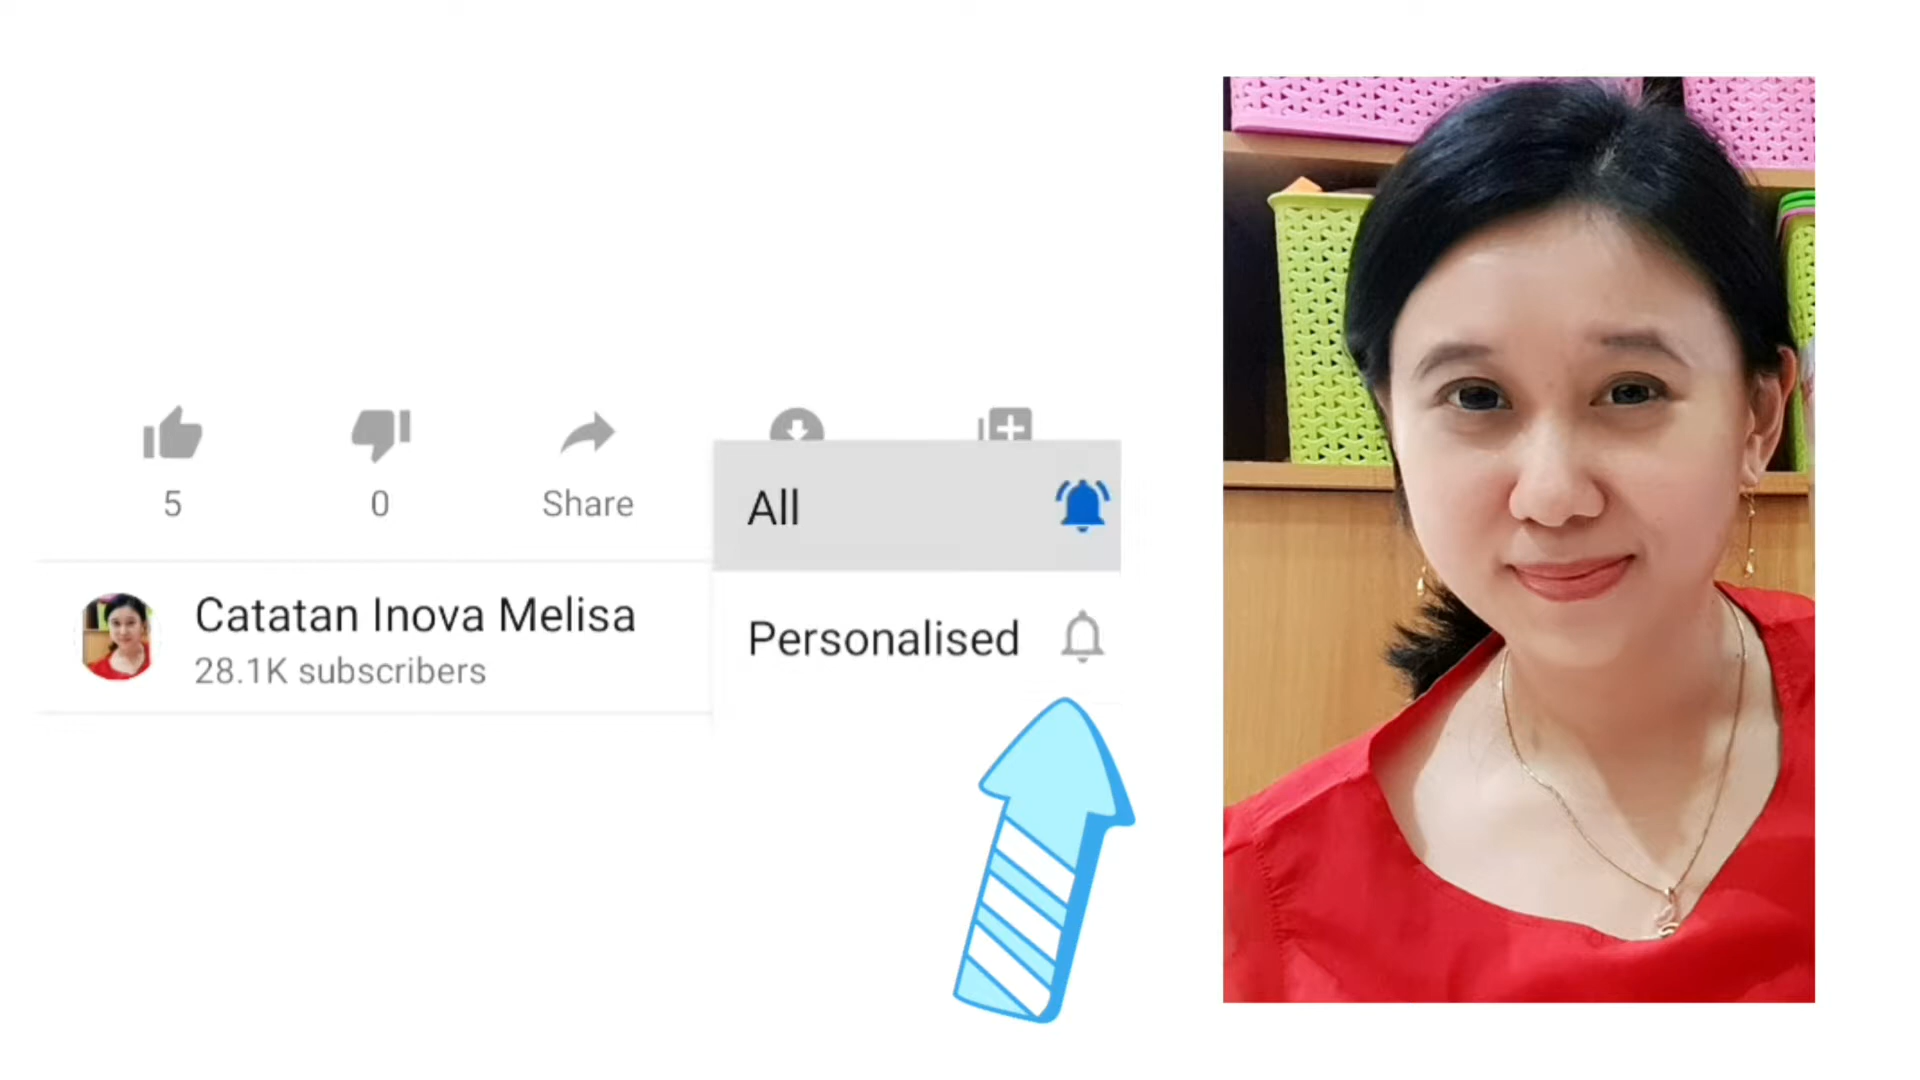 5
0
Share
All
Catatan Inova Melisa
28.1K subscribers
Personalised